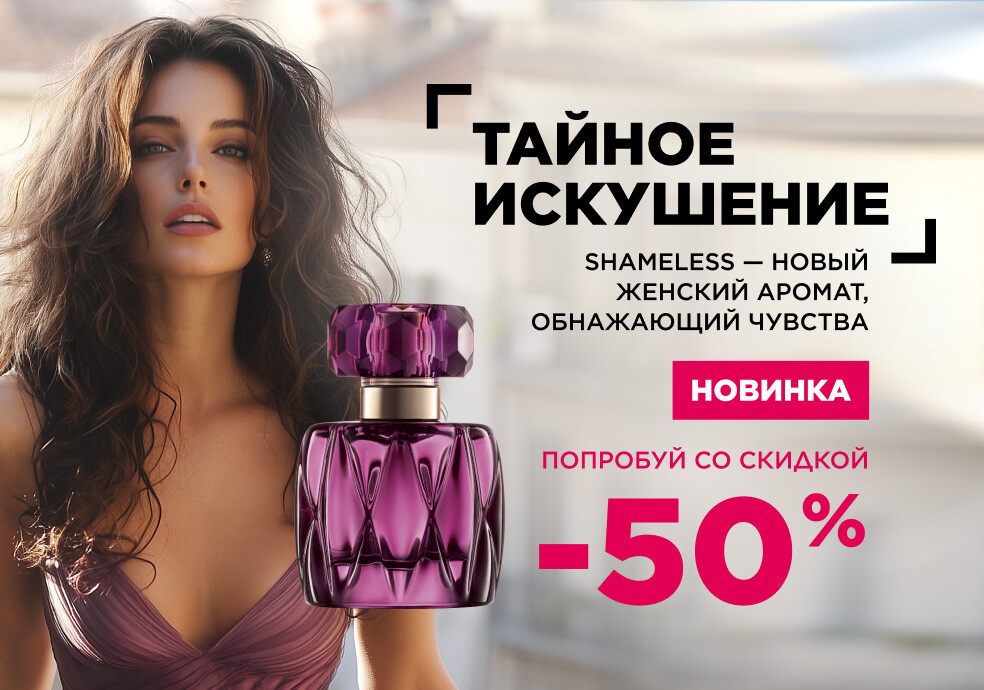 ТАЙНОЕ
ИСКУШЕНИЕ
SHAMELESS — НОВЫЙ
ЖЕНСКИЙ АРОМАТ,
ОБНАЖАЮЩИЙ ЧУВСТВА
НОВИНКА
ПОПРОБУЙ СО СКИДКОЙ
-50%